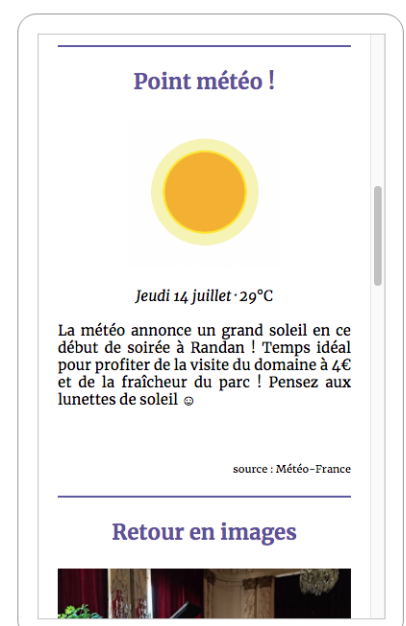 Point météo !
Jeudi 14 juillet · 29°C
La météo annonce un grand soleil en ce
début de soirée à Randan ! Temps idéal
pour profiter de la visite du domaine à 4€
et de la fraîcheur du parc ! Pensez aux
lunettes de soleil ☺
source : Météo-France
Retour en images